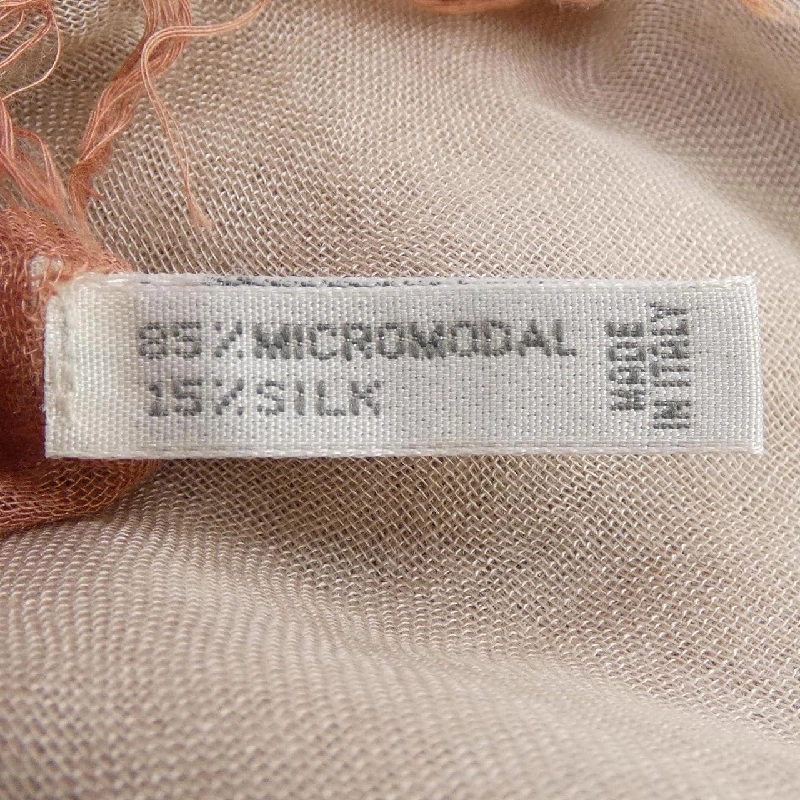 85% MICROMODAL
15% SILK
MADE
IN ITALY